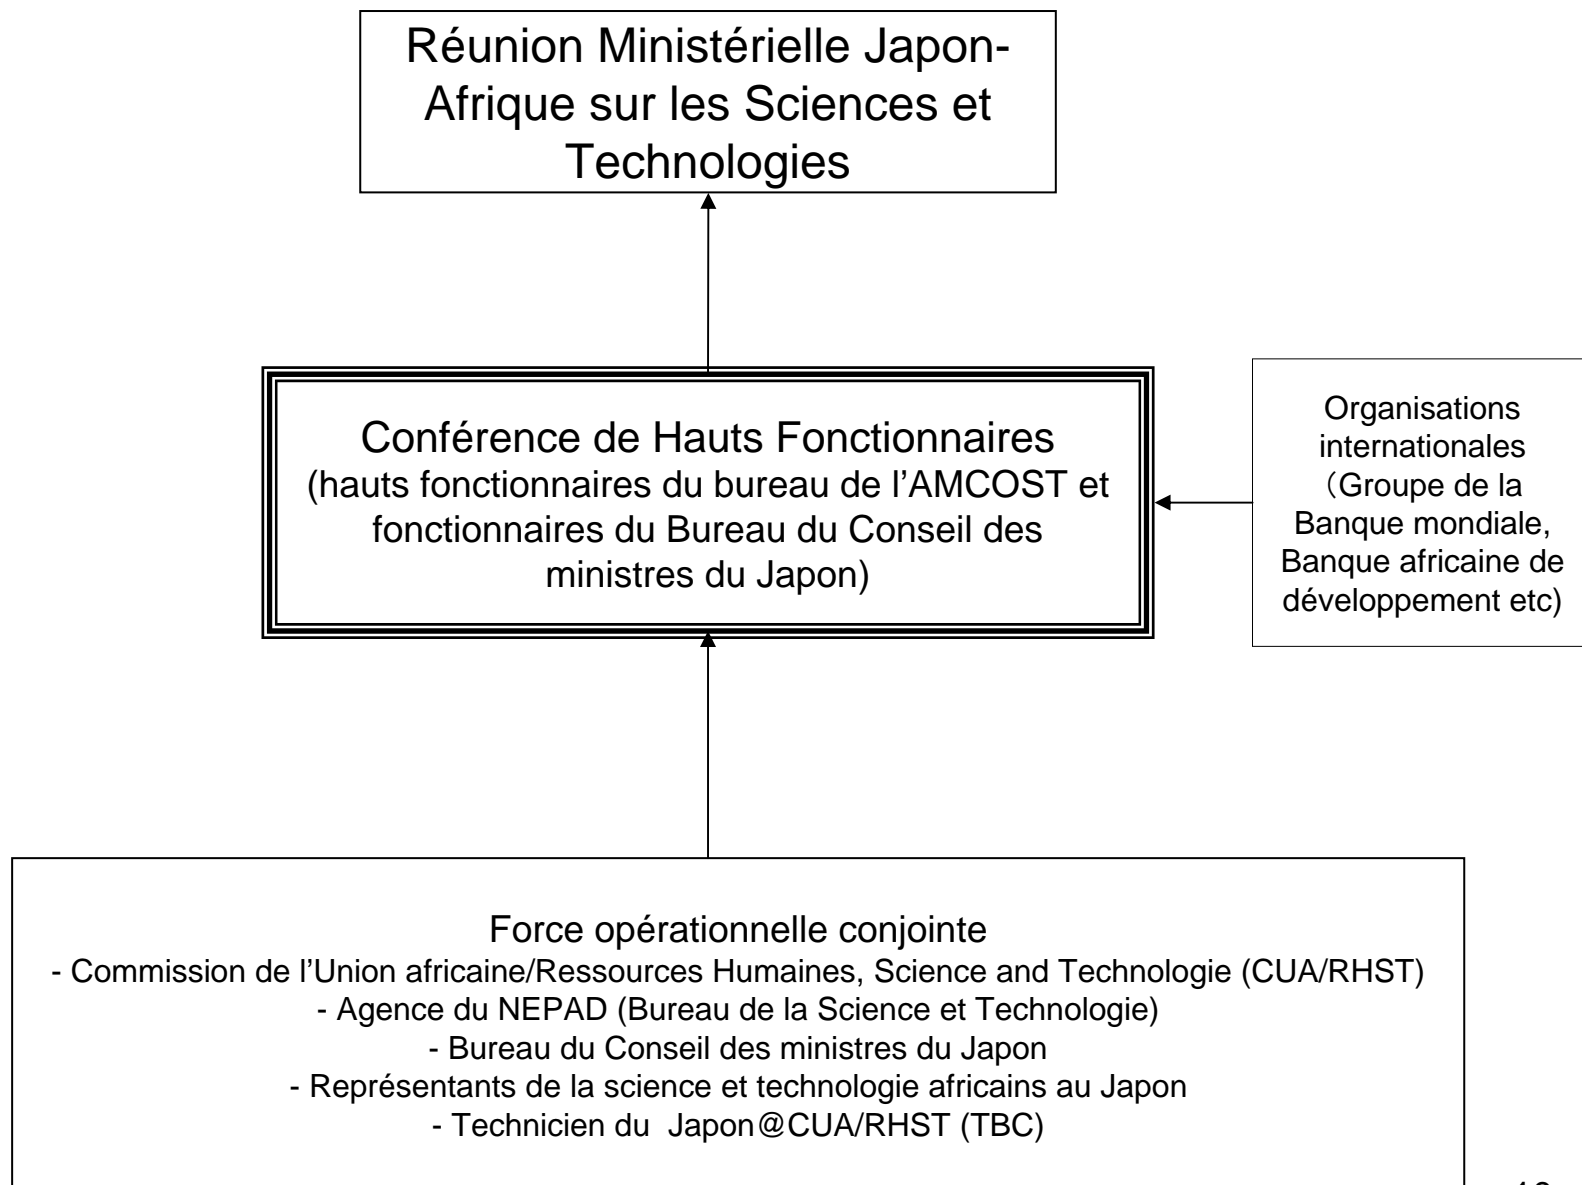 Réunion Ministérielle Japon-
Afrique sur les Sciences et
Technologies
Conférence de Hauts Fonctionnaires
(hauts fonctionnaires du bureau de l’AMCOST et
fonctionnaires du Bureau du Conseil des
ministres du Japon)
Organisations
internationales
（Groupe de la
Banque mondiale,
Banque africaine de
développement etc)
Force opérationnelle conjointe
- Commission de l’Union africaine/Ressources Humaines, Science and Technologie (CUA/RHST)
- Agence du NEPAD (Bureau de la Science et Technologie)
- Bureau du Conseil des ministres du Japon
- Représentants de la science et technologie africains au Japon
- Technicien du  Japon＠CUA/RHST (TBC)